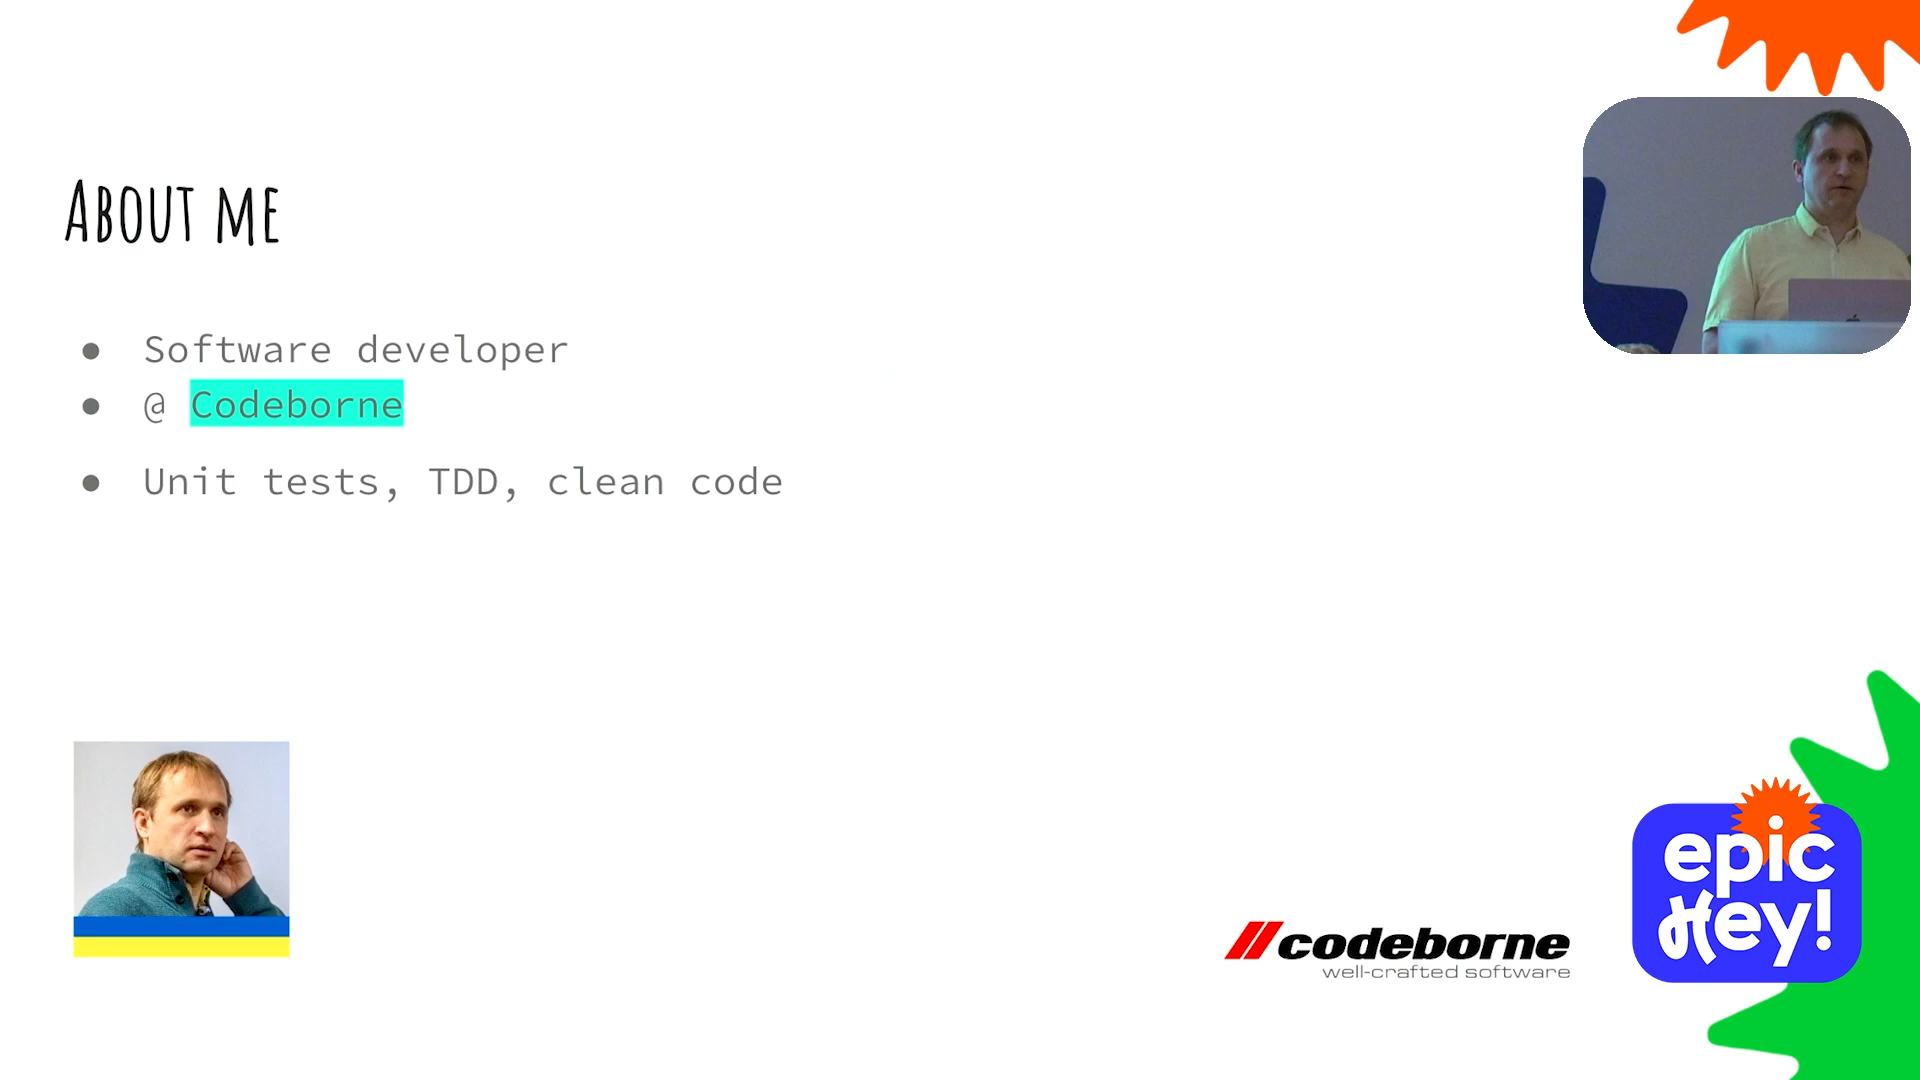 About me
● Software developer
● @ Codeborne
● Unit tests, TDD, clean code
codeborne
well-crafted software
epic
Hey!